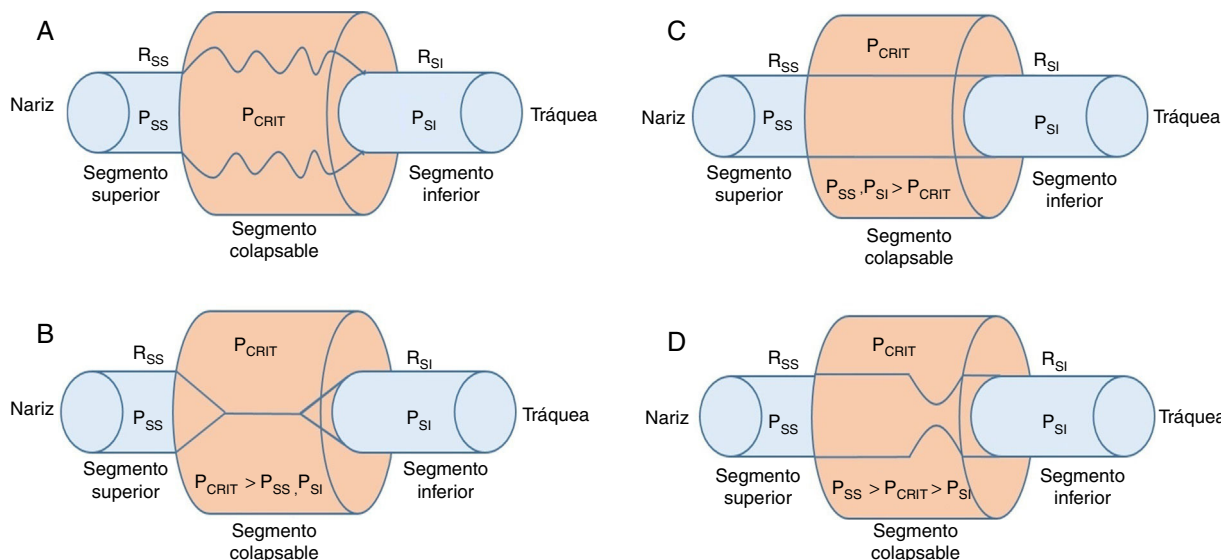 A
R_SS
R_SI
Nariz
P_SS
P_CRIT
P_SI
Tráquea
Segmento
superior
Segmento
inferior
Segmento
colapsable
B
P_CRIT
R_SS
R_SI
Nariz
P_SS
P_SI
Tráquea
Segmento
superior
P_CRIT > P_SS, P_SI
Segmento
inferior
Segmento
colapsable
C
P_CRIT
R_SS
R_SI
Nariz
P_SS
P_SI
Tráquea
Segmento
superior
P_SS, P_SI > P_CRIT
Segmento
inferior
Segmento
colapsable
D
P_CRIT
R_SS
R_SI
Nariz
P_SS
P_SI
Tráquea
Segmento
superior
P_SS > P_CRIT > P_SI
Segmento
inferior
Segmento
colapsable